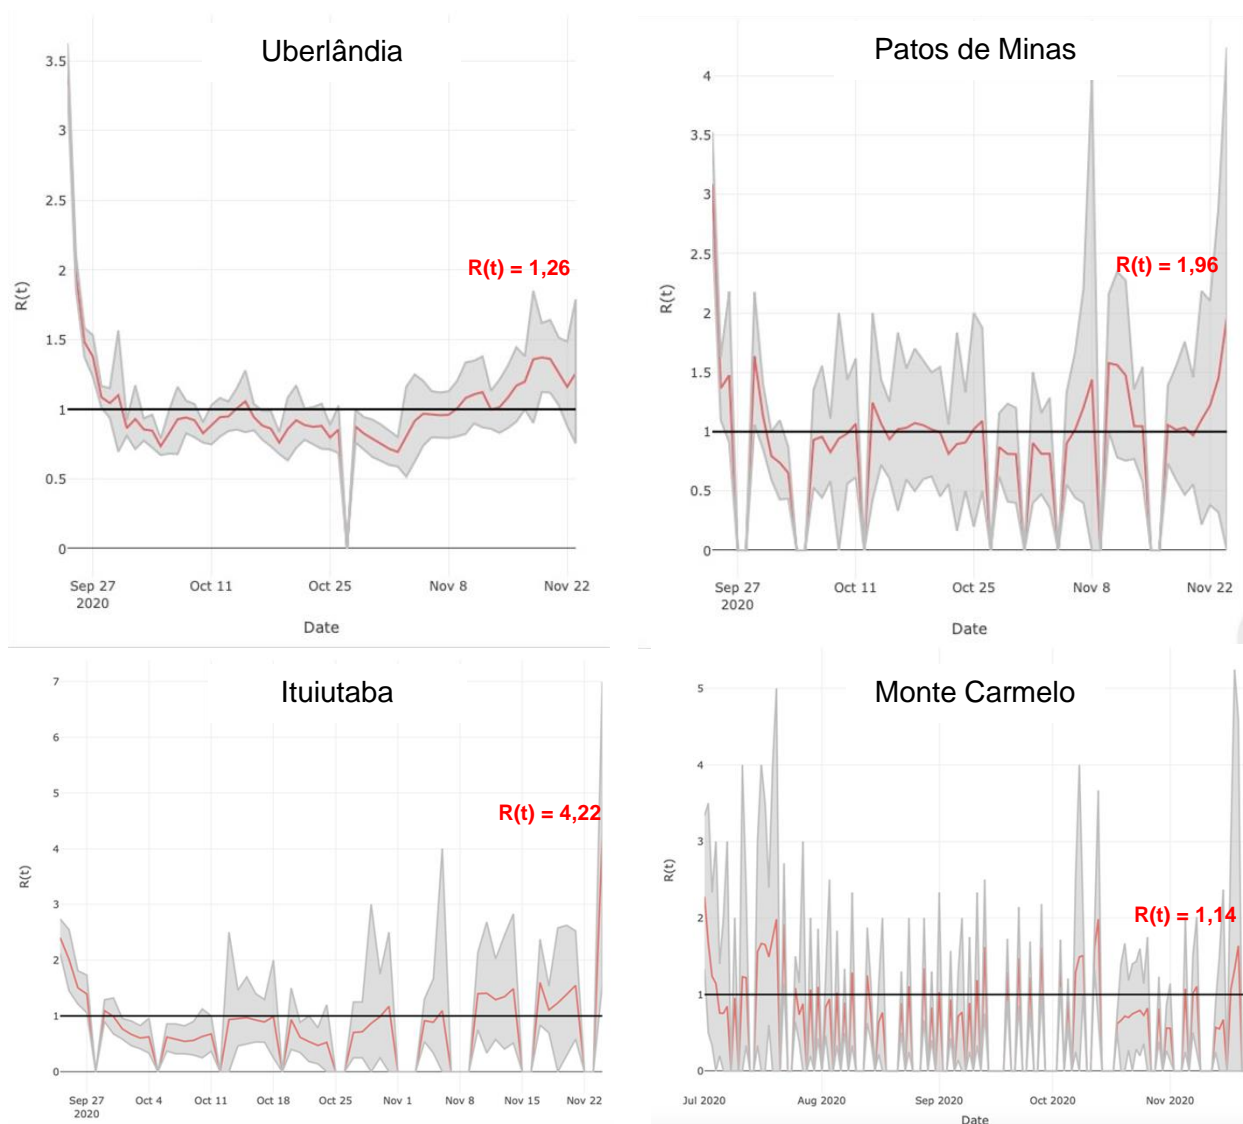 Uberlândia
3.5
3
2.5
2
1.5
1
0.5
0
R(t)
R(t) = 1,26
Sep 27
2020
Oct 11
Oct 25
Nov 8
Nov 22
Date
Patos de Minas
4
3.5
3
2.5
2
1.5
1
0.5
0
R(t)
R(t) = 1,96
Sep 27
2020
Oct 11
Oct 25
Nov 8
Nov 22
Date
Ituiutaba
7
6
5
4
3
2
1
0
R(t)
R(t) = 4,22
Sep 27
2020
Oct 4
Oct 11
Oct 18
Oct 25
Nov 1
Nov 8
Nov 15
Nov 22
Monte Carmelo
5
4
3
2
1
0
R(t)
R(t) = 1,14
Jul 2020
Aug 2020
Sep 2020
Oct 2020
Nov 2020
Date